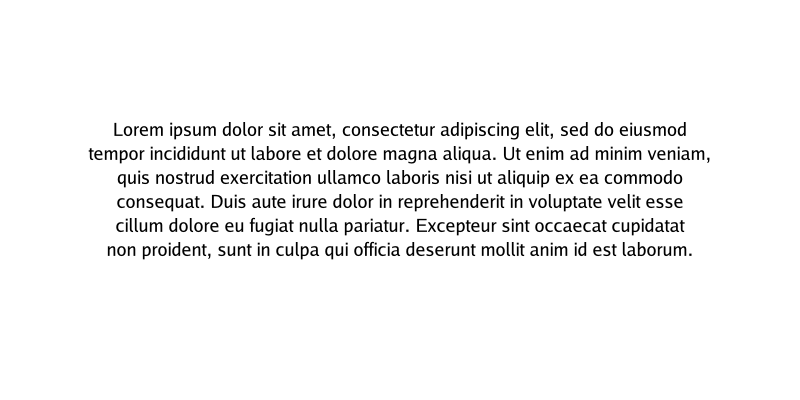 Lorem ipsum dolor sit amet, consectetur adipiscing elit, sed do eiusmod
tempor incididunt ut labore et dolore magna aliqua. Ut enim ad minim veniam,
quis nostrud exercitation ullamco laboris nisi ut aliquip ex ea commodo
consequat. Duis aute irure dolor in reprehenderit in voluptate velit esse
cillum dolore eu fugiat nulla pariatur. Excepteur sint occaecat cupidatat
non proident, sunt in culpa qui officia deserunt mollit anim id est laborum.